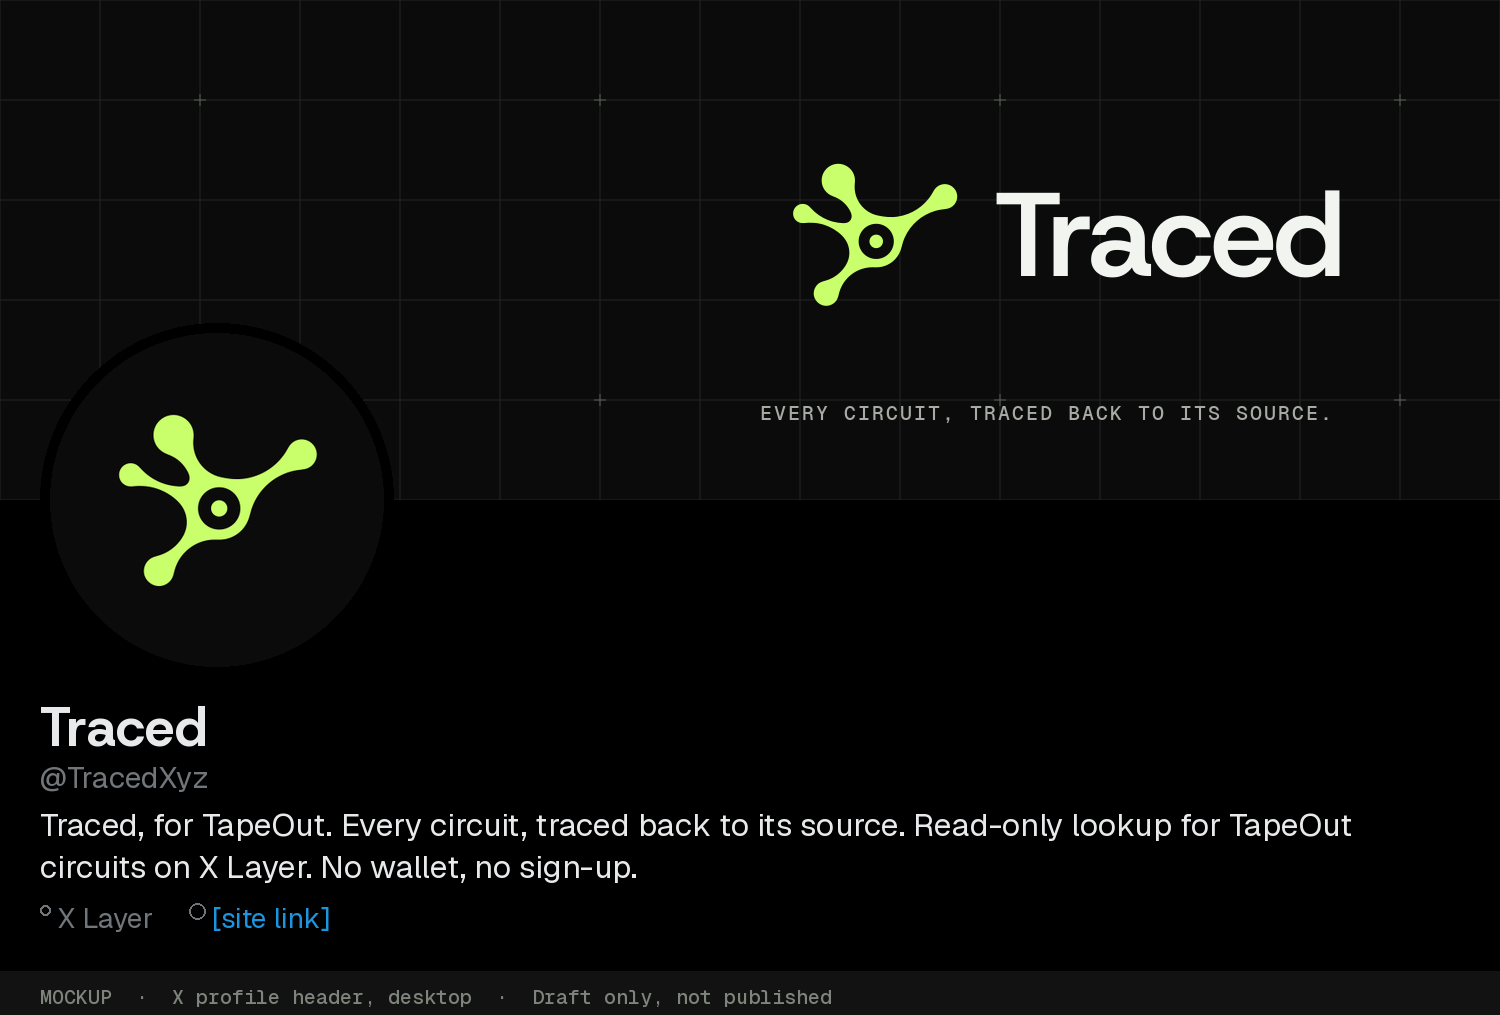 Traced
EVERY CIRCUIT, TRACED BACK TO ITS SOURCE.
Traced
@TracedXyz
Traced, for TapeOut. Every circuit, traced back to its source. Read-only lookup for TapeOut
circuits on X Layer. No wallet, no sign-up.
X Layer [site link]
MOCKUP · X profile header, desktop · Draft only, not published